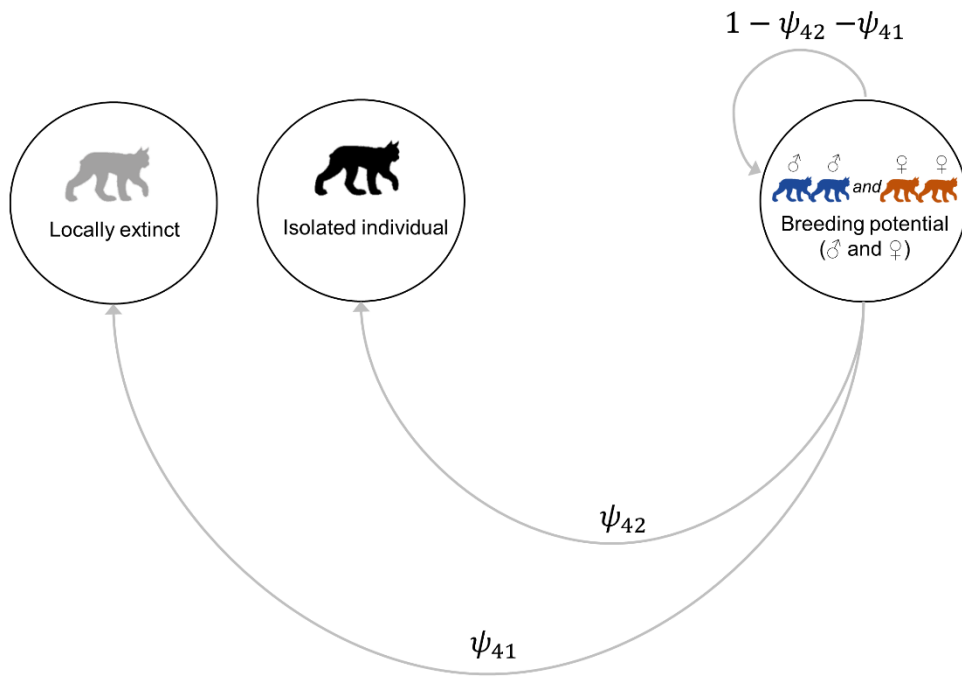 1 − ψ₄₂ −ψ₄₁
♂ ♂ ♀ ♀
and
Locally extinct
Isolated individual
Breeding potential
(♂ and ♀)
ψ₄₂
ψ₄₁